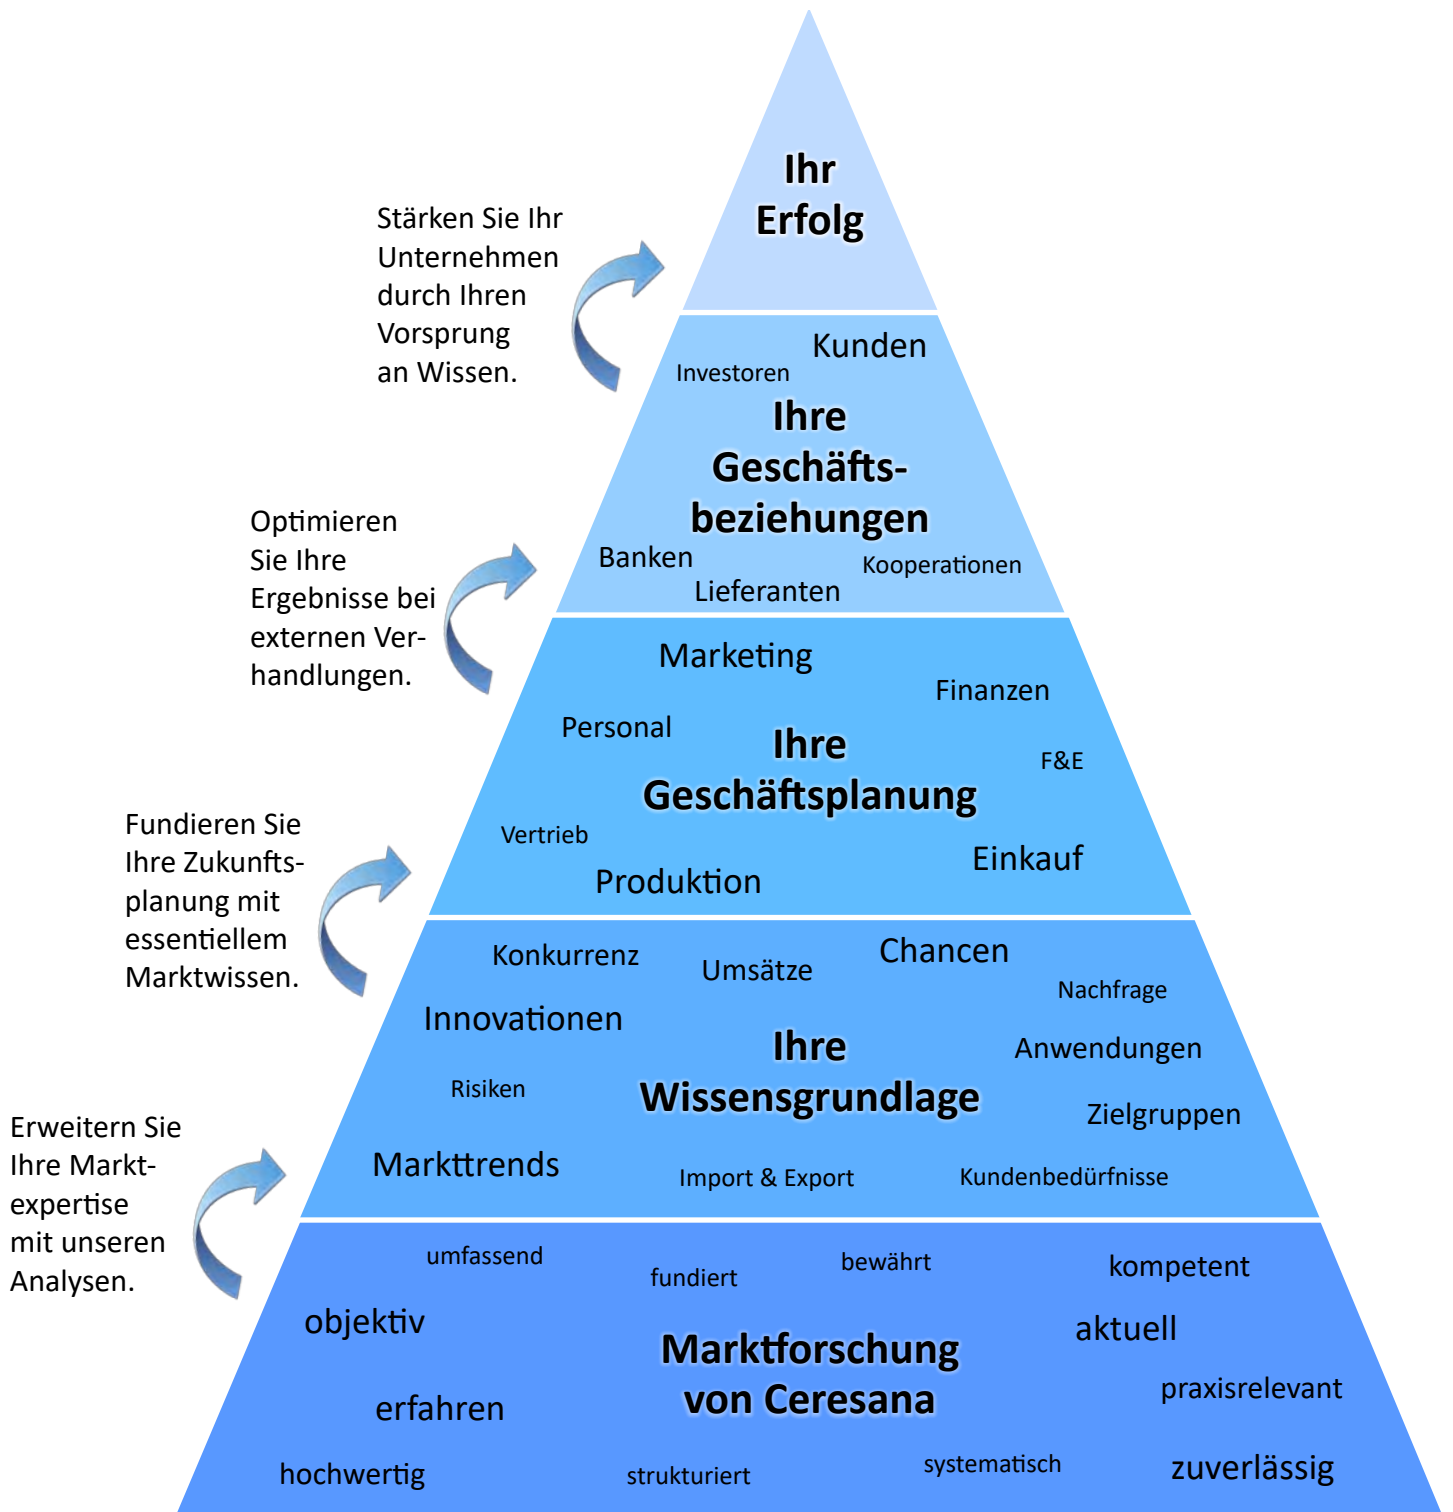 Ihr
Erfolg
Stärken Sie Ihr
Unternehmen
durch Ihren
Vorsprung
an Wissen.
Kunden
Investoren
Ihre
Geschäfts-
beziehungen
Banken
Kooperationen
Lieferanten
Optimieren
Sie Ihre
Ergebnisse bei
externen Ver-
handlungen.
Marketing
Finanzen
Personal
Ihre
Geschäftsplanung
F&E
Vertrieb
Einkauf
Produktion
Fundieren Sie
Ihre Zukunfts-
planung mit
essentiellem
Marktwissen.
Konkurrenz
Umsätze
Chancen
Nachfrage
Innovationen
Ihre
Wissensgrundlage
Anwendungen
Risiken
Zielgruppen
Markttrends
Import & Export
Kundenbedürfnisse
Erweitern Sie
Ihre Markt-
expertise
mit unseren
Analysen.
umfassend
fundiert
bewährt
kompetent
objektiv
aktuell
Marktforschung
von Ceresana
erfahren
praxisrelevant
hochwertig
strukturiert
systematisch
zuverlässig